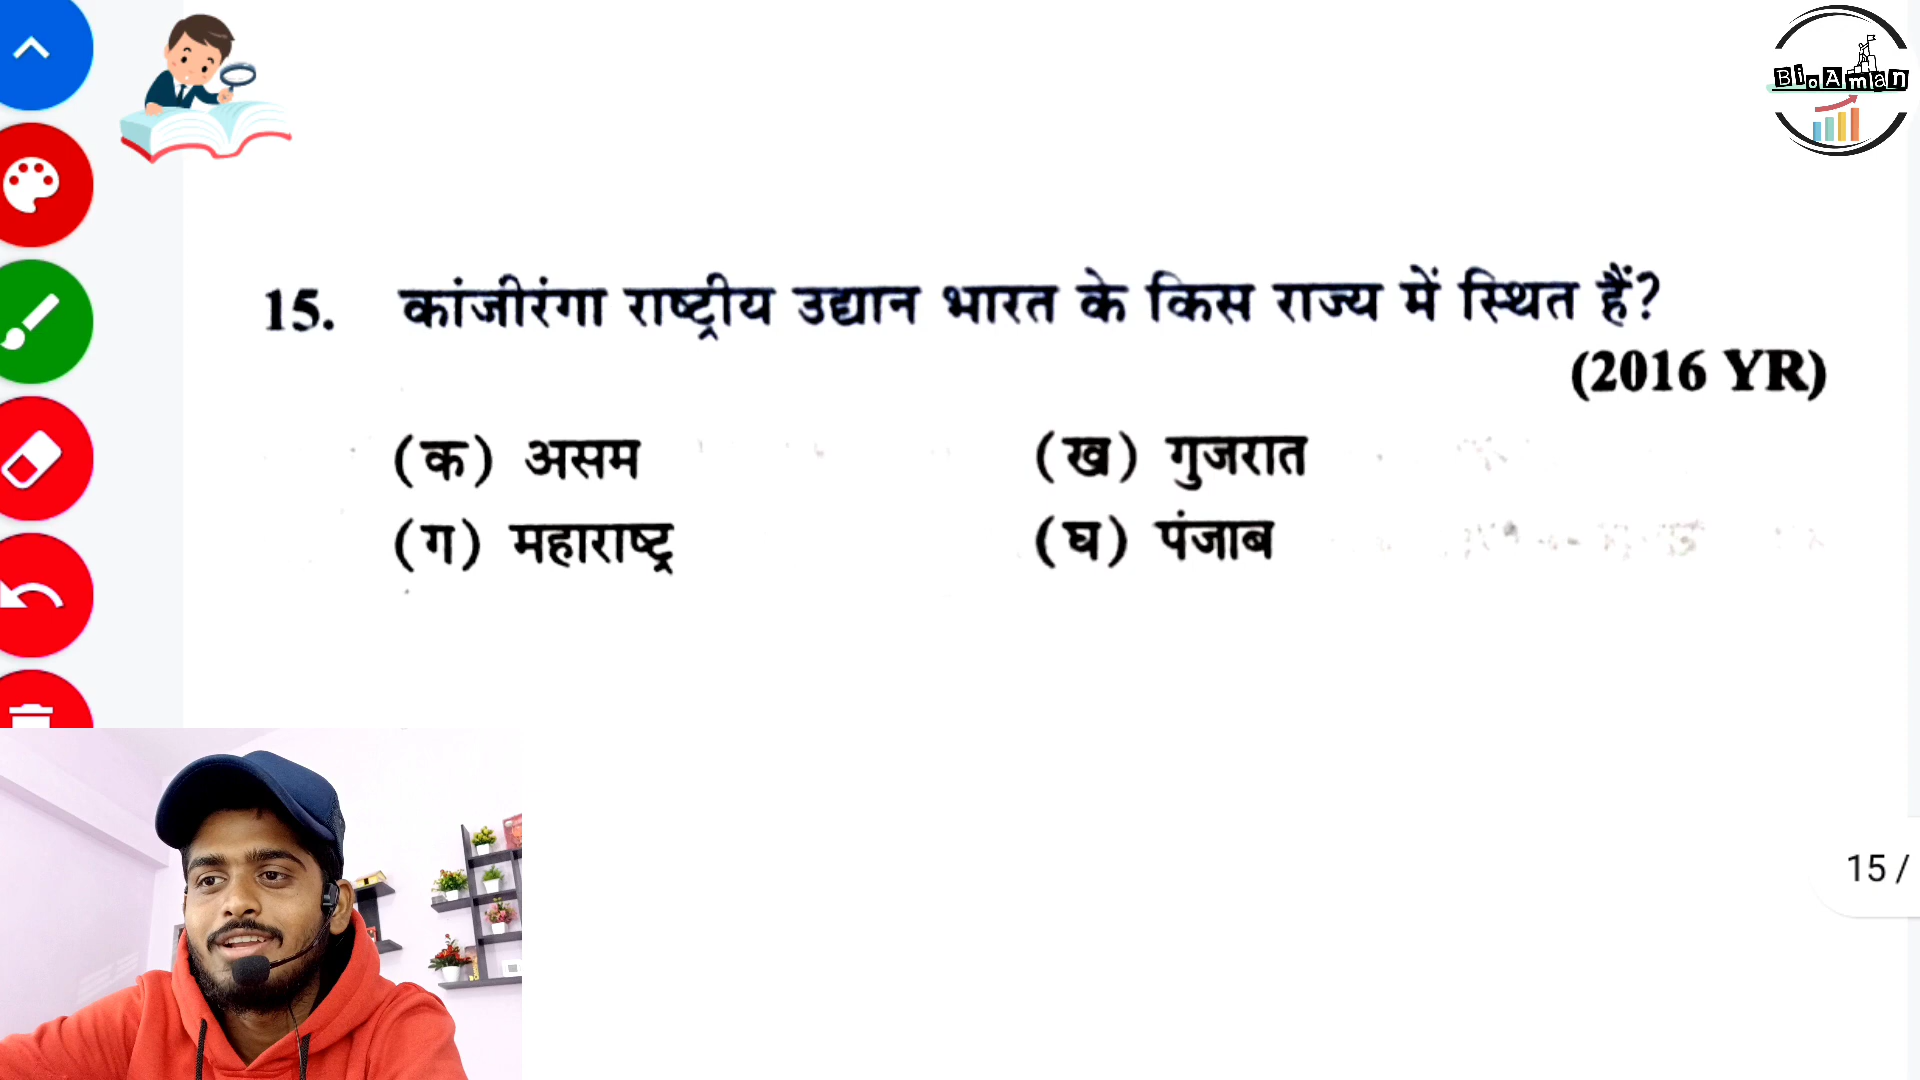 BioAman
15. कांजीरंगा राष्ट्रीय उद्यान भारत के किस राज्य में स्थित हैं?
(2016 YR)
(क) असम (ख) गुजरात
(ग) महाराष्ट्र (घ) पंजाब
15 /